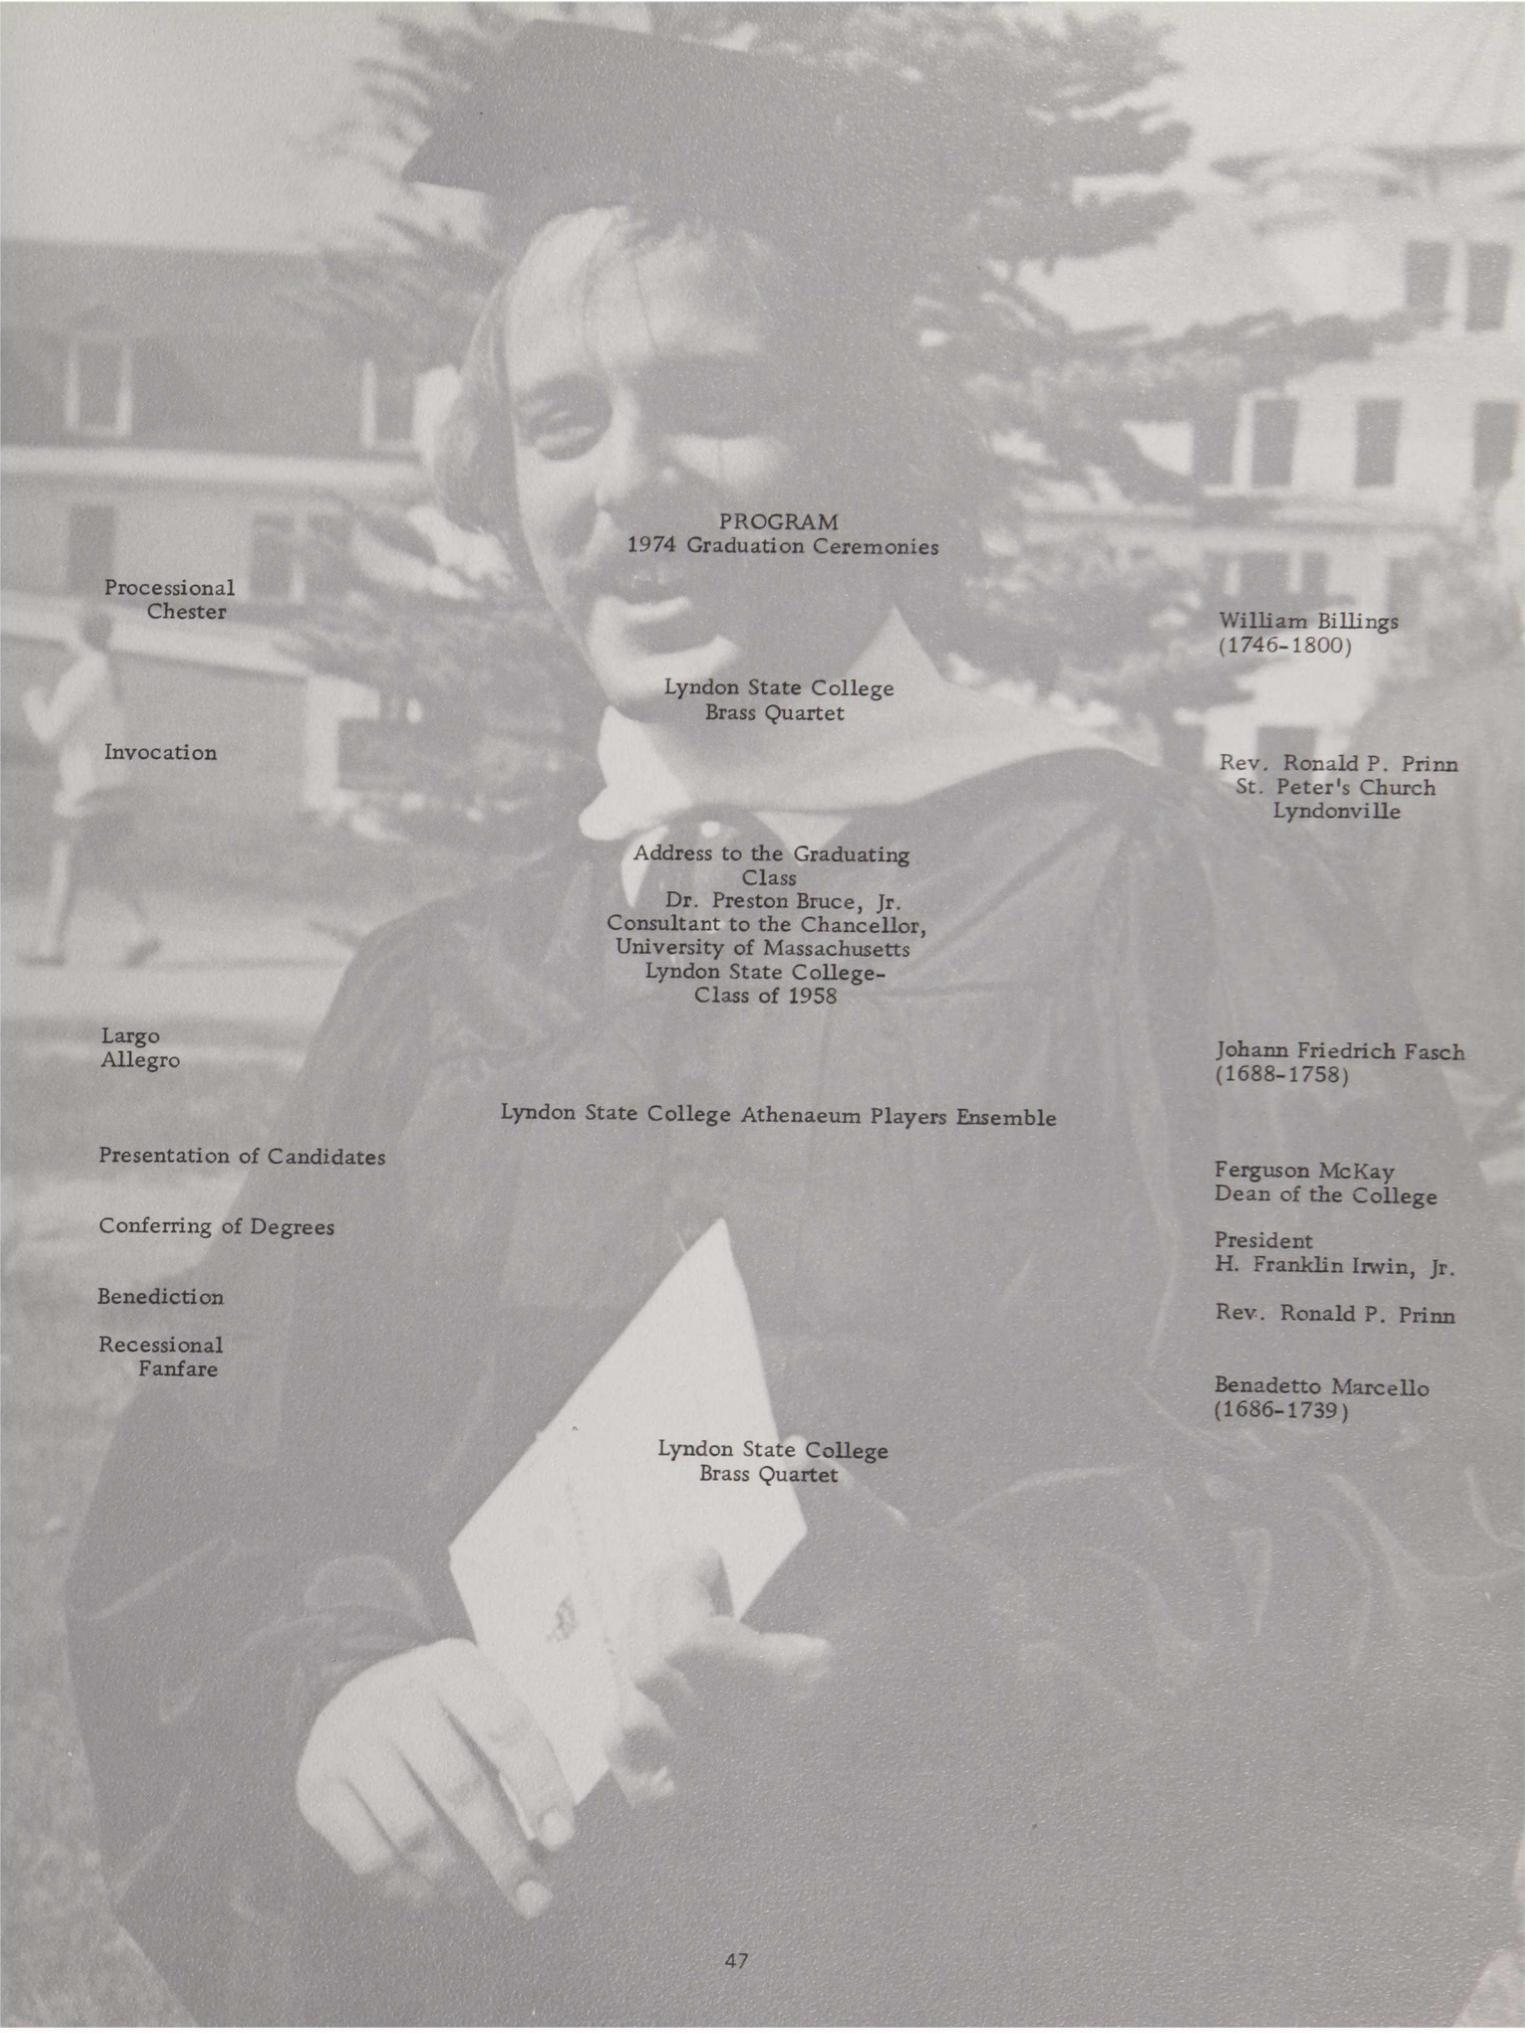 PROGRAM
1974 Graduation Ceremonies
Processional
Chester
William Billings
(1746-1800)
Lyndon State College
Brass Quartet
Invocation
Rev. Ronald P. Prinn
St. Peter's Church
Lyndonville
Address to the Graduating
Class
Dr. Preston Bruce, Jr.
Consultant to the Chancellor,
University of Massachusetts
Lyndon State College-
Class of 1958
Largo
Allegro
Johann Friedrich Fasch
(1688-1758)
Lyndon State College Athenaeum Players Ensemble
Presentation of Candidates
Ferguson McKay
Dean of the College
Conferring of Degrees
President
H. Franklin Irwin, Jr.
Benediction
Rev. Ronald P. Prinn
Recessional
Fanfare
Benadetto Marcello
(1686-1739)
Lyndon State College
Brass Quartet
47